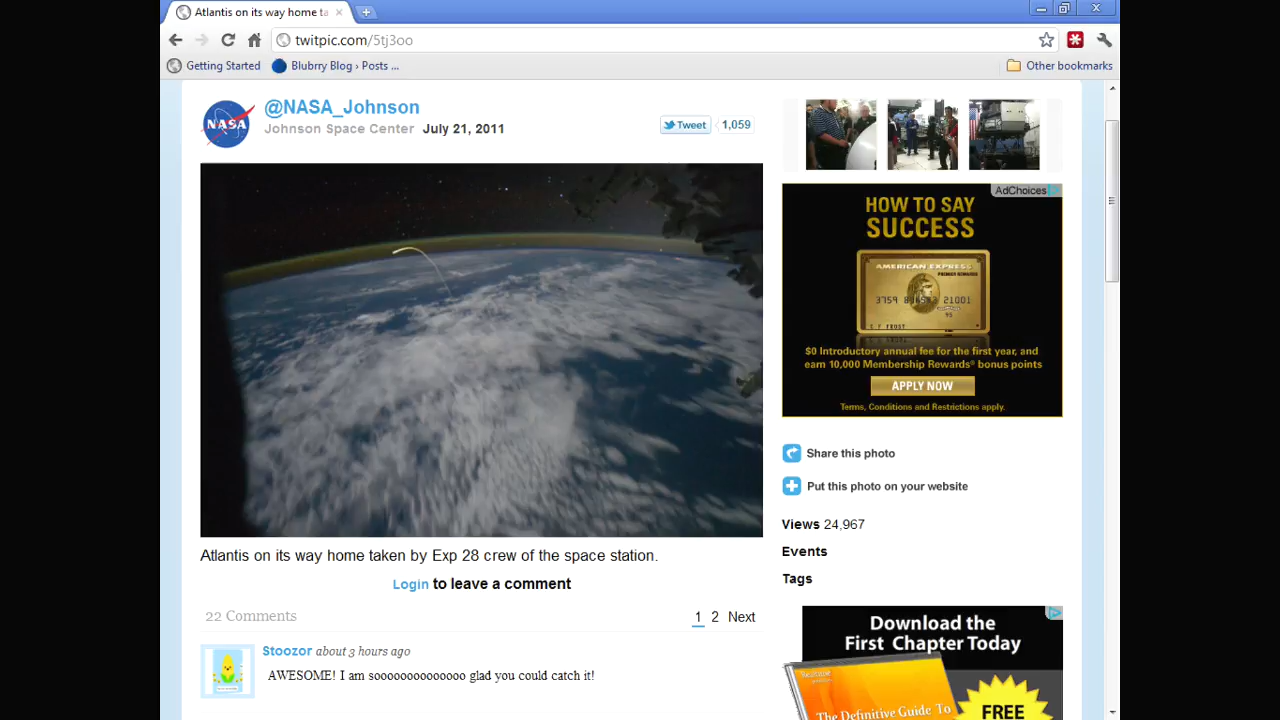 Atlantis on its way home ta
twitpic.com/5tj3oo
Getting Started
Blubrry Blog › Posts ...
Other bookmarks
NASA
@NASA_Johnson
Johnson Space Center July 21, 2011
Tweet 1,059
AdChoices
HOW TO SAY
SUCCESS
AMERICAN EXPRESS
$0 Introductory annual fee for the first year, and
earn 10,000 Membership Rewards® bonus points
APPLY NOW
Terms, Conditions and Restrictions apply.
Share this photo
Put this photo on your website
Views 24,967
Events
Tags
Atlantis on its way home taken by Exp 28 crew of the space station.
Login to leave a comment
22 Comments
1 2 Next
Stoozor about 3 hours ago
AWESOME! I am soooooooooooooo glad you could catch it!
Download the
First Chapter Today
The Definitive Guide To
FREE